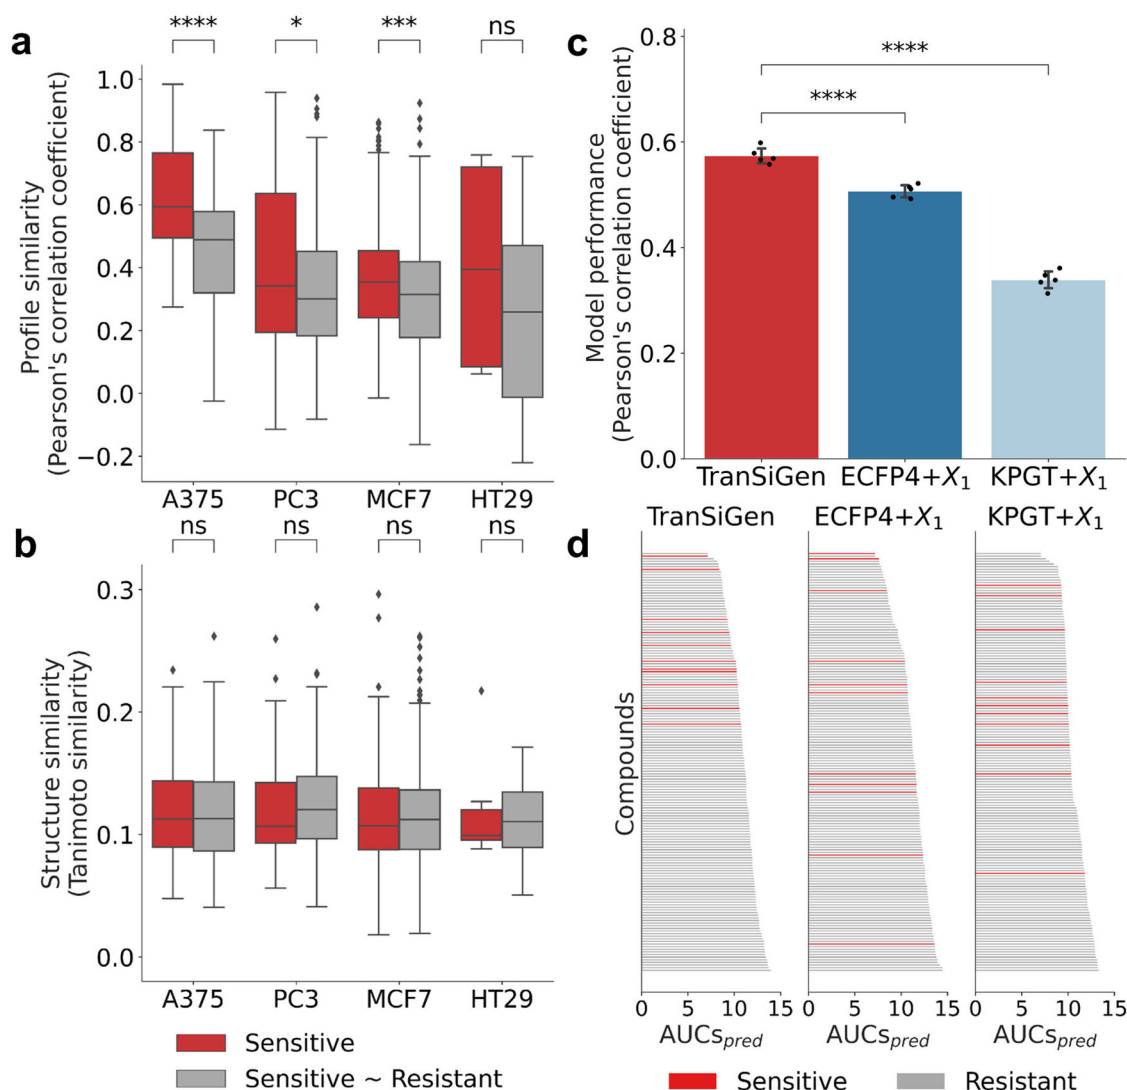 a
****
*
***
ns
Profile similarity
(Pearson's correlation coefficient)
1.0
0.8
0.6
0.4
0.2
0.0
−0.2
A375
PC3
MCF7
HT29
b
ns
ns
ns
ns
Structure similarity
(Tanimoto similarity)
0.3
0.2
0.1
0.0
A375
PC3
MCF7
HT29
Sensitive
Sensitive ~ Resistant
c
****
****
Model performance
(Pearson's correlation coefficient)
0.8
0.6
0.4
0.2
0.0
TranSiGen
ECFP4+X₁
KPGT+X₁
d
TranSiGen
ECFP4+X₁
KPGT+X₁
Compounds
0 5 10 15
0 5 10 15
0 5 10 15
AUCs_pred
AUCs_pred
AUCs_pred
Sensitive
Resistant